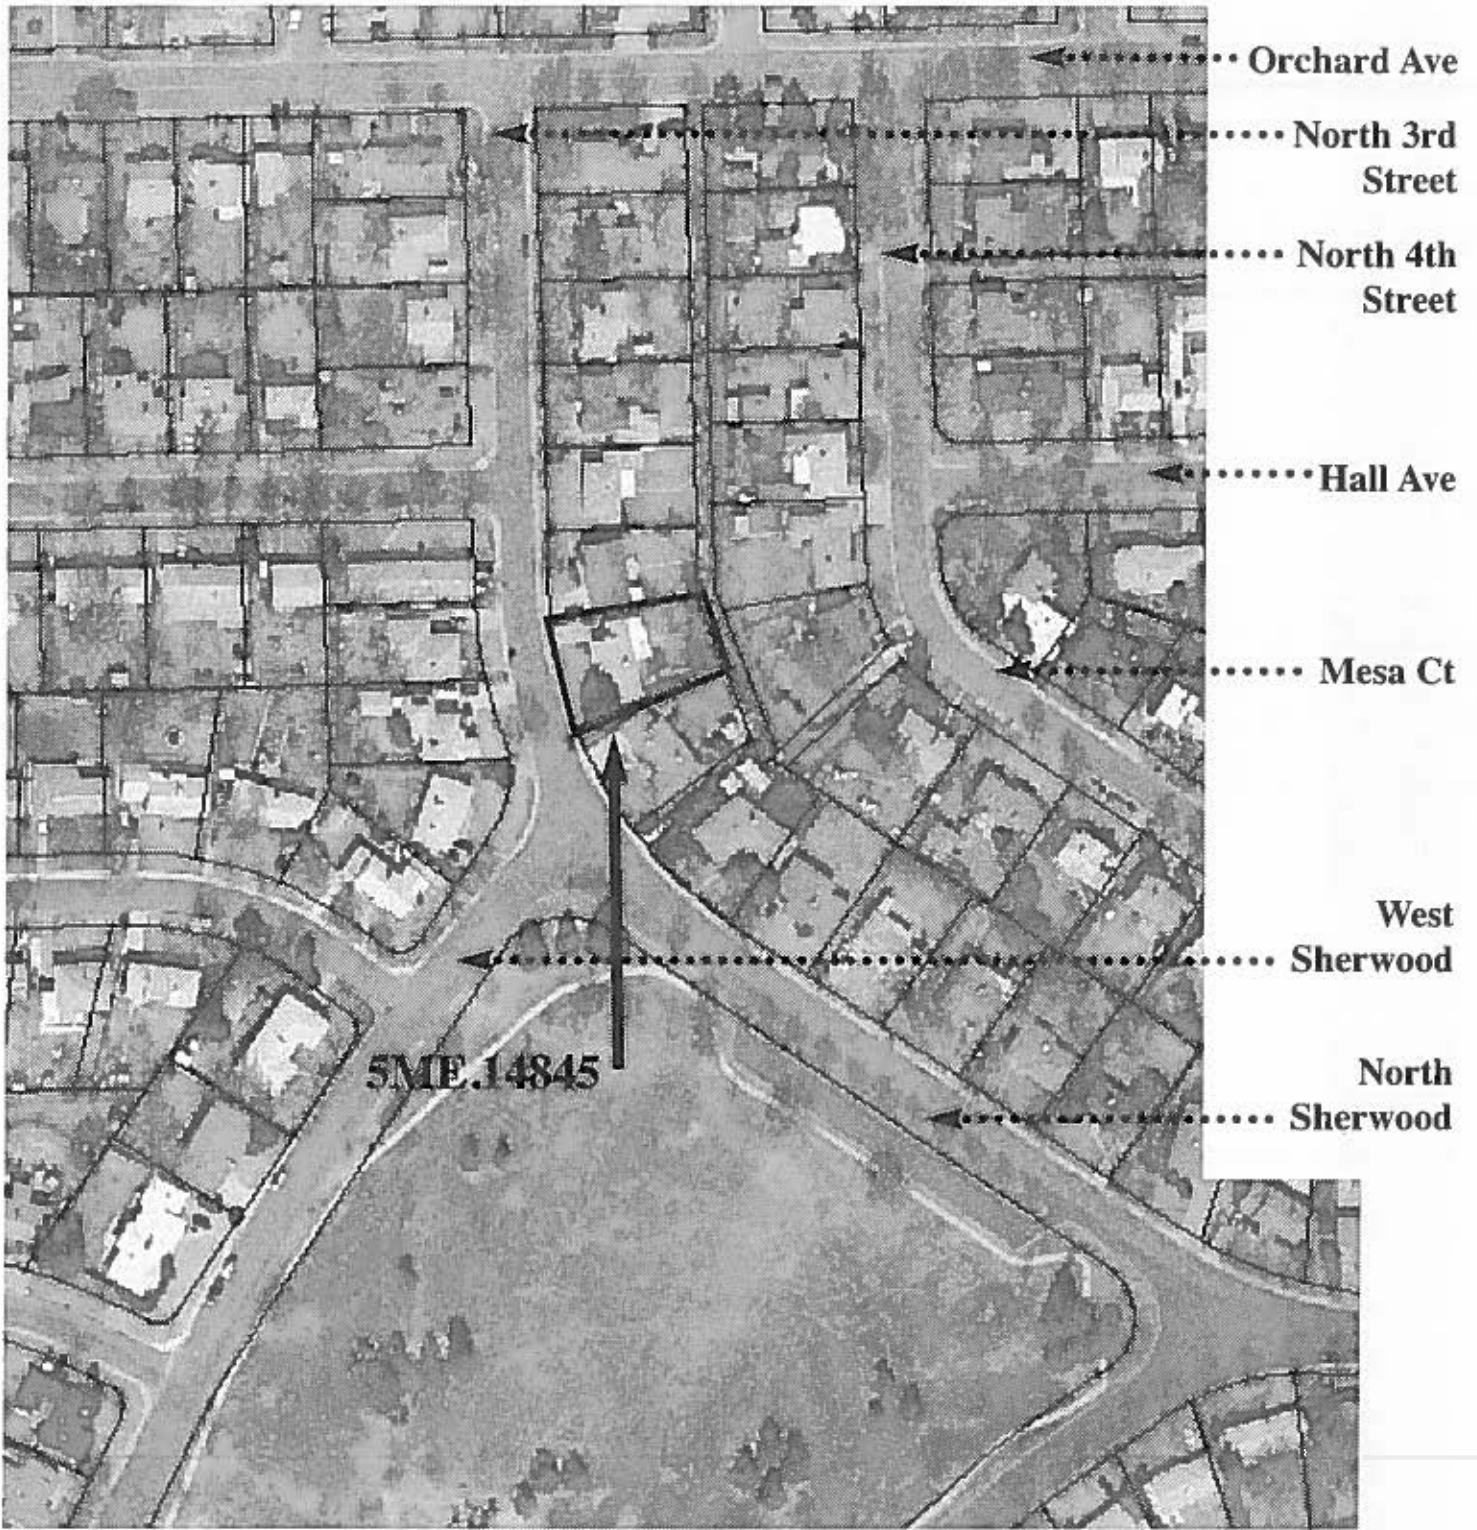 Orchard Ave
North 3rd
Street
North 4th
Street
Hall Ave
Mesa Ct
West
Sherwood
5ME.14845
North
Sherwood